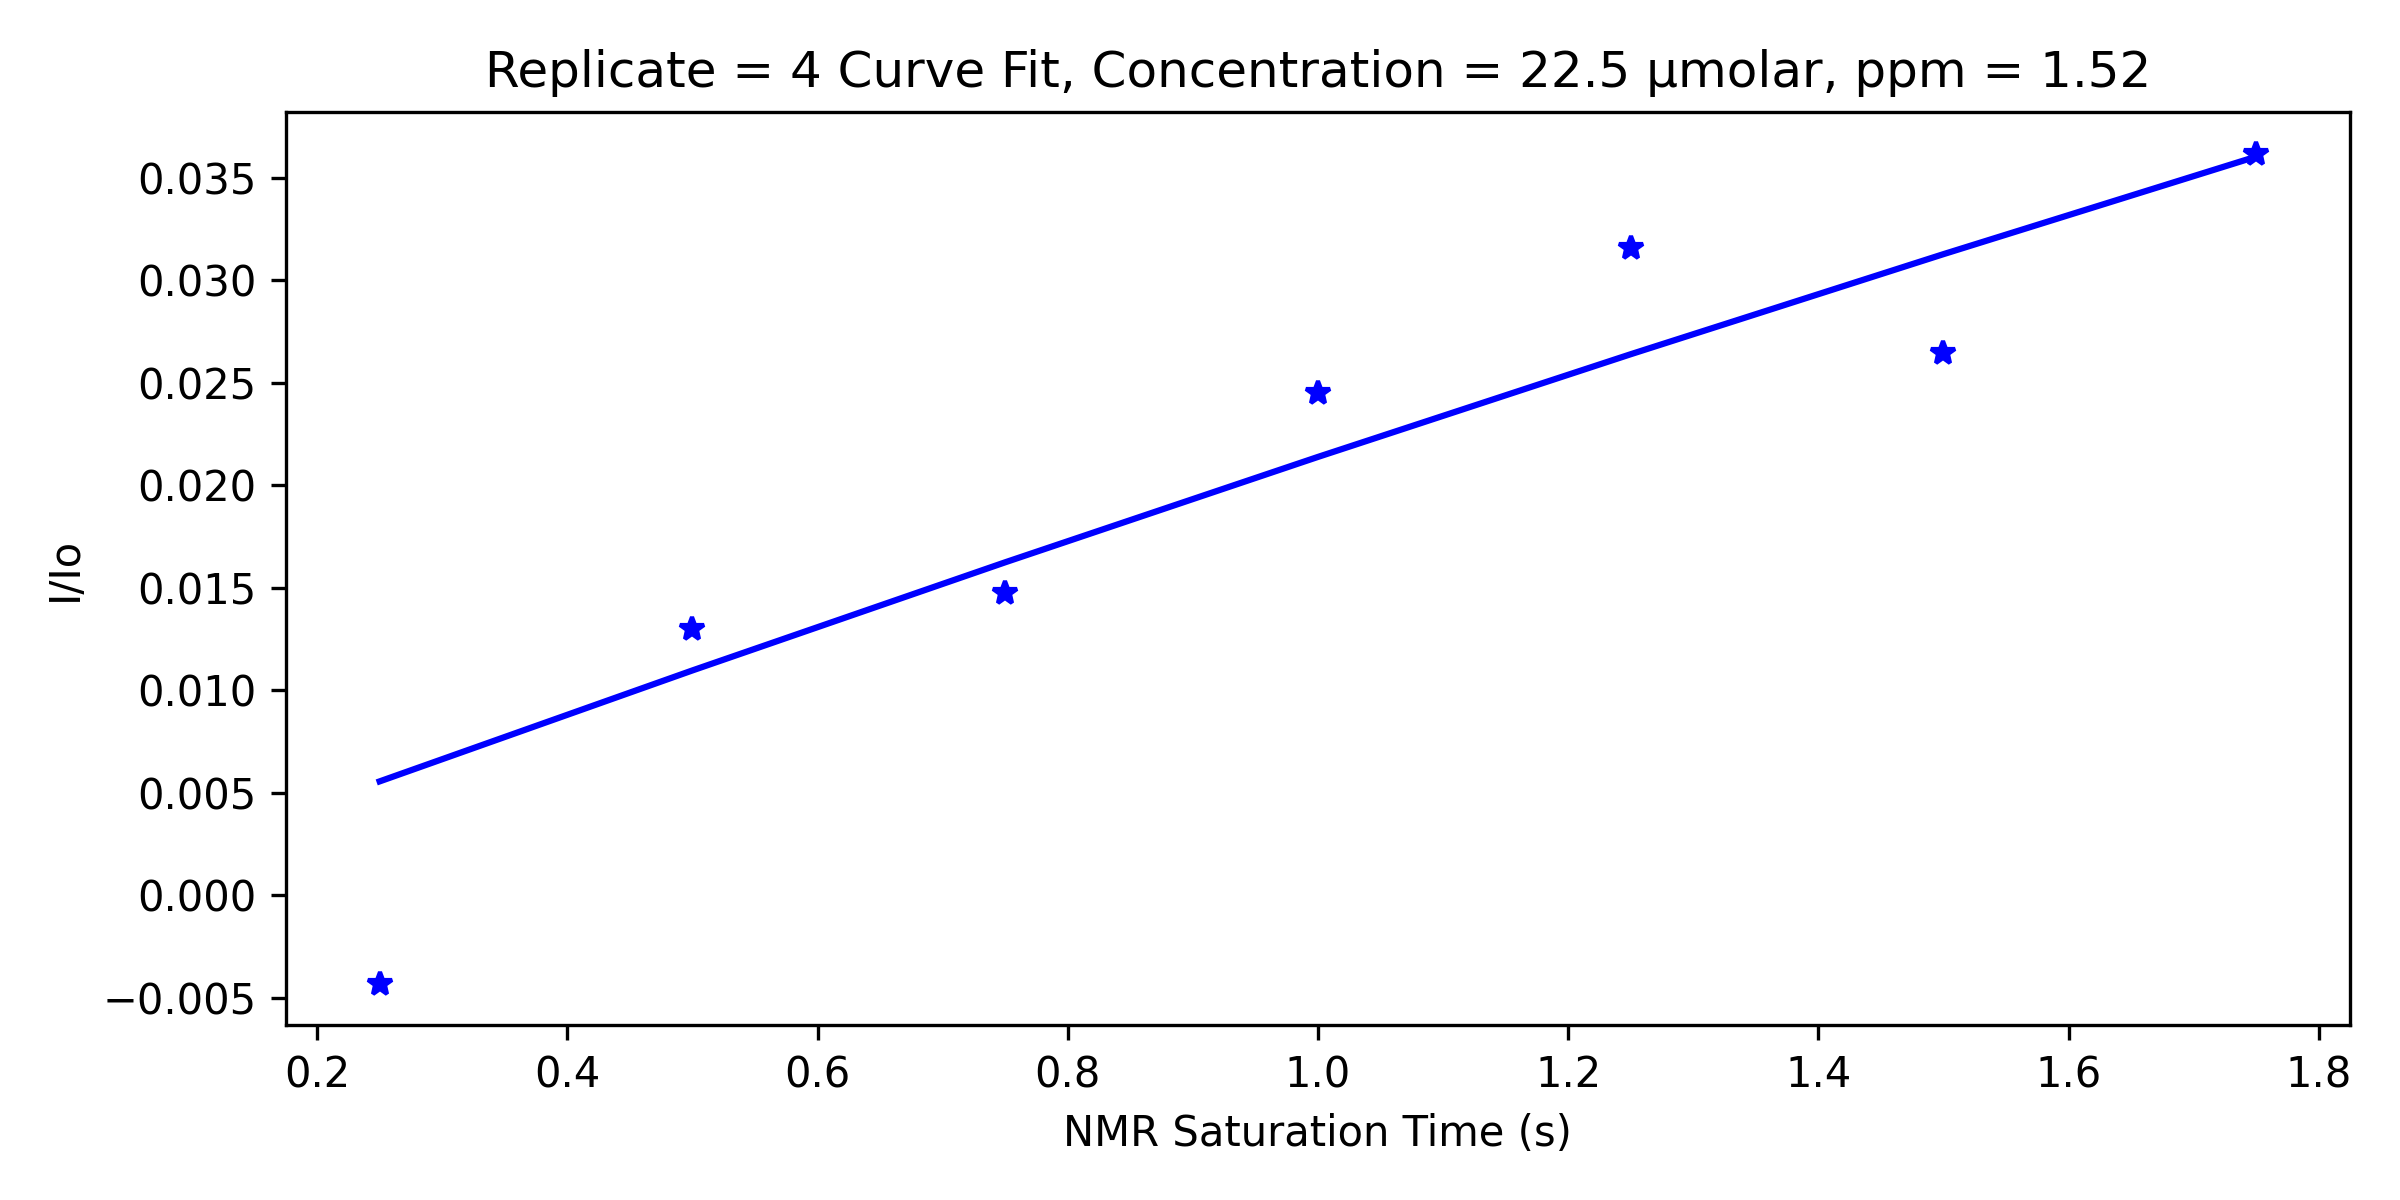 Replicate = 4 Curve Fit, Concentration = 22.5 µmolar, ppm = 1.52
I/Io
0.035
0.030
0.025
0.020
0.015
0.010
0.005
0.000
−0.005
0.2 0.4 0.6 0.8 1.0 1.2 1.4 1.6 1.8
NMR Saturation Time (s)